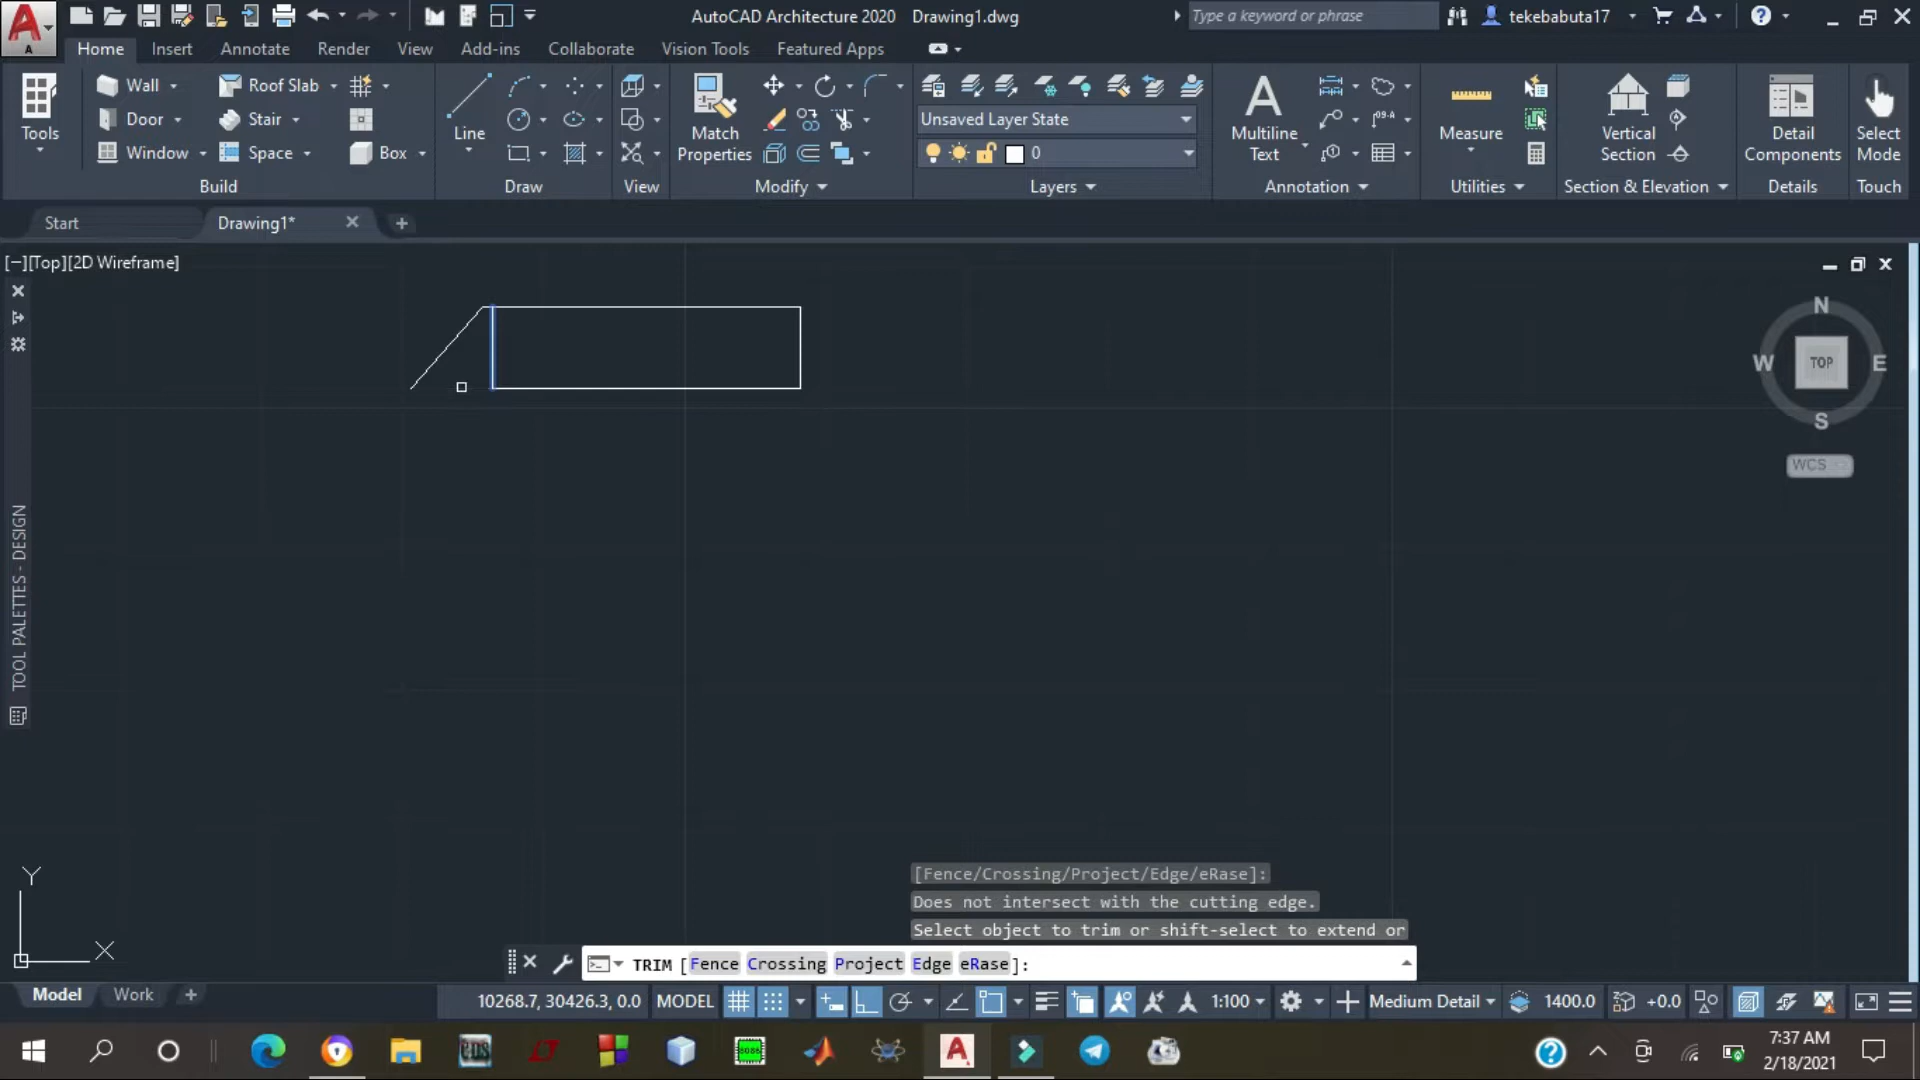 AutoCAD Architecture 2020 Drawing1.dwg
Type a keyword or phrase
tekebabuta17
A
Home Insert Annotate Render View Add-ins Collaborate Vision Tools Featured Apps
Tools
Wall
Door
Window
Roof Slab
Stair
Space
Box
Build
Line
Draw
View
Match
Properties
Modify
Unsaved Layer State
0
Layers
Multiline
Text
Annotation
Measure
Utilities
Vertical
Section
Section & Elevation
Detail
Components
Details
Select
Mode
Touch
Start
Drawing1*
[−][Top][2D Wireframe]
N
W
TOP
E
S
WCS
TOOL PALETTES - DESIGN
Y
X
[Fence/Crossing/Project/Edge/eRase]:
Does not intersect with the cutting edge.
Select object to trim or shift-select to extend or
TRIM [Fence Crossing Project Edge eRase]:
Model Work
10268.7, 30426.3, 0.0 MODEL
1:100
Medium Detail
1400.0
+0.0
7:37 AM
2/18/2021